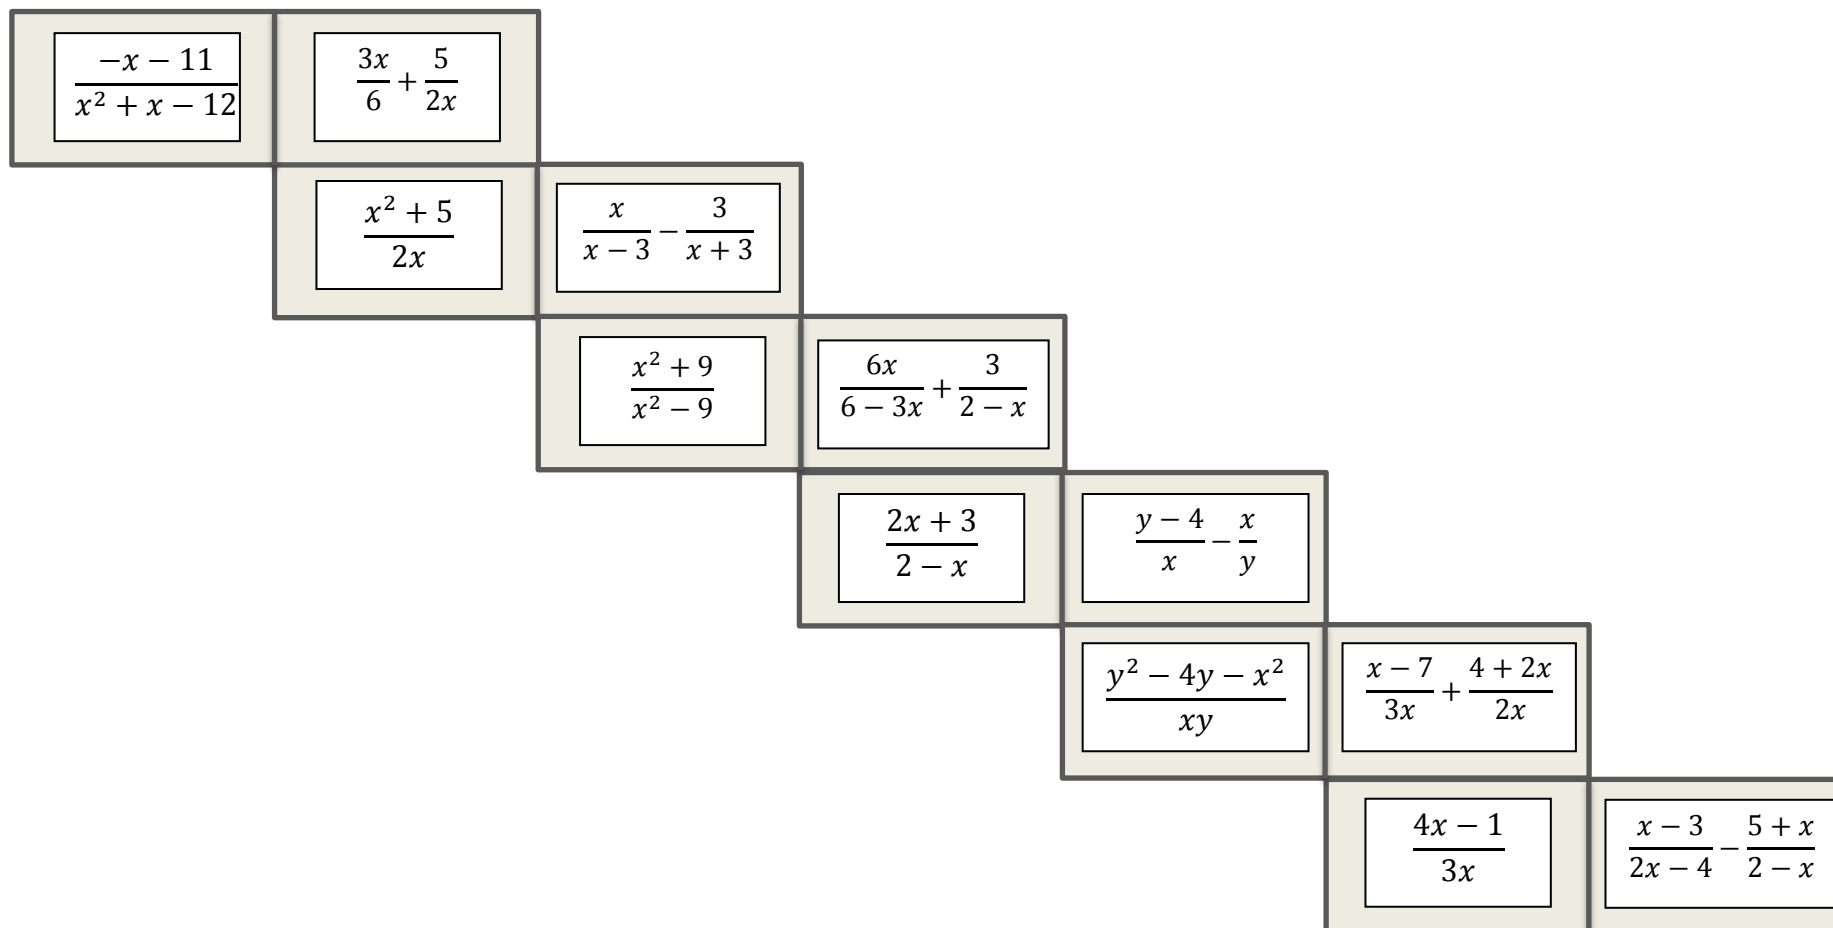 (-x - 11)/(x² + x - 12)
3x/6 + 5/2x
(x² + 5)/2x
x/(x - 3) - 3/(x + 3)
(x² + 9)/(x² - 9)
6x/(6 - 3x) + 3/(2 - x)
(2x + 3)/(2 - x)
(y - 4)/x - x/y
(y² - 4y - x²)/xy
(x - 7)/3x + (4 + 2x)/2x
(4x - 1)/3x
(x - 3)/(2x - 4) - (5 + x)/(2 - x)